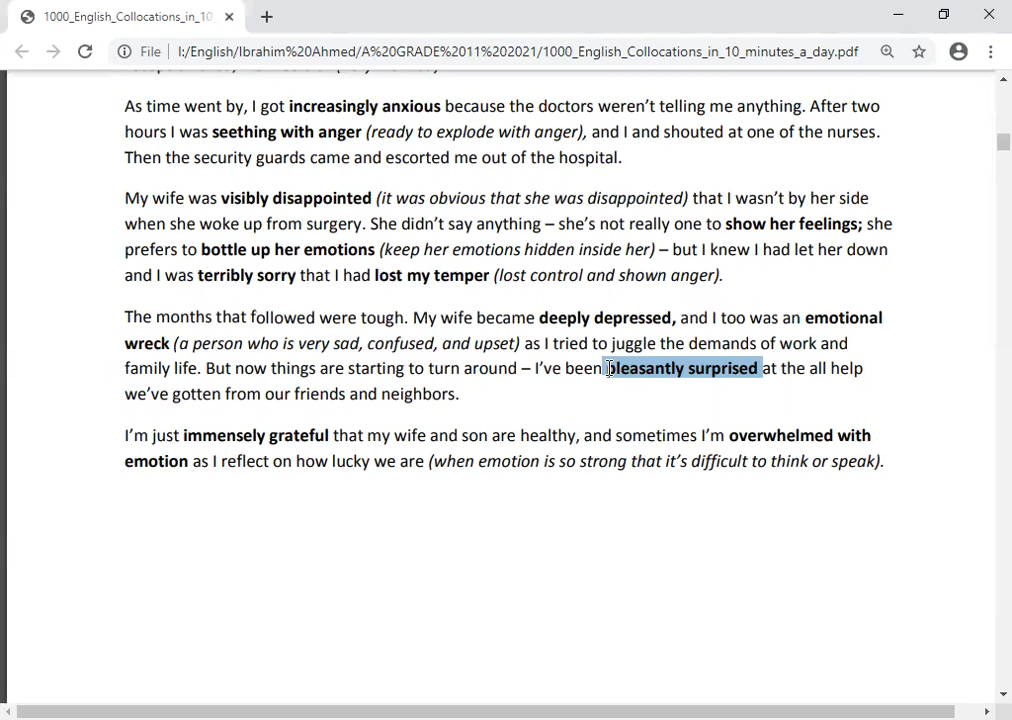 1000_English_Collocations_in_10
File | I:/English/Ibrahim%20Ahmed/A%20GRADE%2011%202021/1000_English_Collocations_in_10_minutes_a_day.pdf
As time went by, I got increasingly anxious because the doctors weren’t telling me anything. After two
hours I was seething with anger (ready to explode with anger), and I and shouted at one of the nurses.
Then the security guards came and escorted me out of the hospital.
My wife was visibly disappointed (it was obvious that she was disappointed) that I wasn’t by her side
when she woke up from surgery. She didn’t say anything – she’s not really one to show her feelings; she
prefers to bottle up her emotions (keep her emotions hidden inside her) – but I knew I had let her down
and I was terribly sorry that I had lost my temper (lost control and shown anger).
The months that followed were tough. My wife became deeply depressed, and I too was an emotional
wreck (a person who is very sad, confused, and upset) as I tried to juggle the demands of work and
family life. But now things are starting to turn around – I’ve been pleasantly surprised at the all help
we’ve gotten from our friends and neighbors.
I’m just immensely grateful that my wife and son are healthy, and sometimes I’m overwhelmed with
emotion as I reflect on how lucky we are (when emotion is so strong that it’s difficult to think or speak).